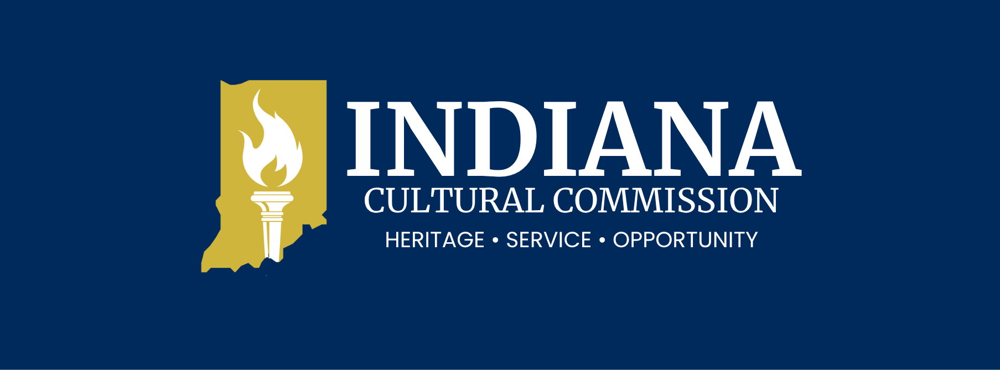 INDIANA
CULTURAL COMMISSION
HERITAGE • SERVICE • OPPORTUNITY